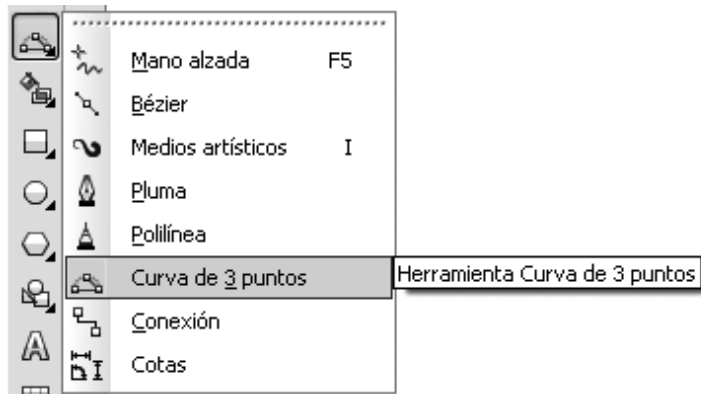 Mano alzada F5
Bézier
Medios artísticos I
Pluma
Polilínea
Curva de 3 puntos
Herramienta Curva de 3 puntos
Conexión
Cotas